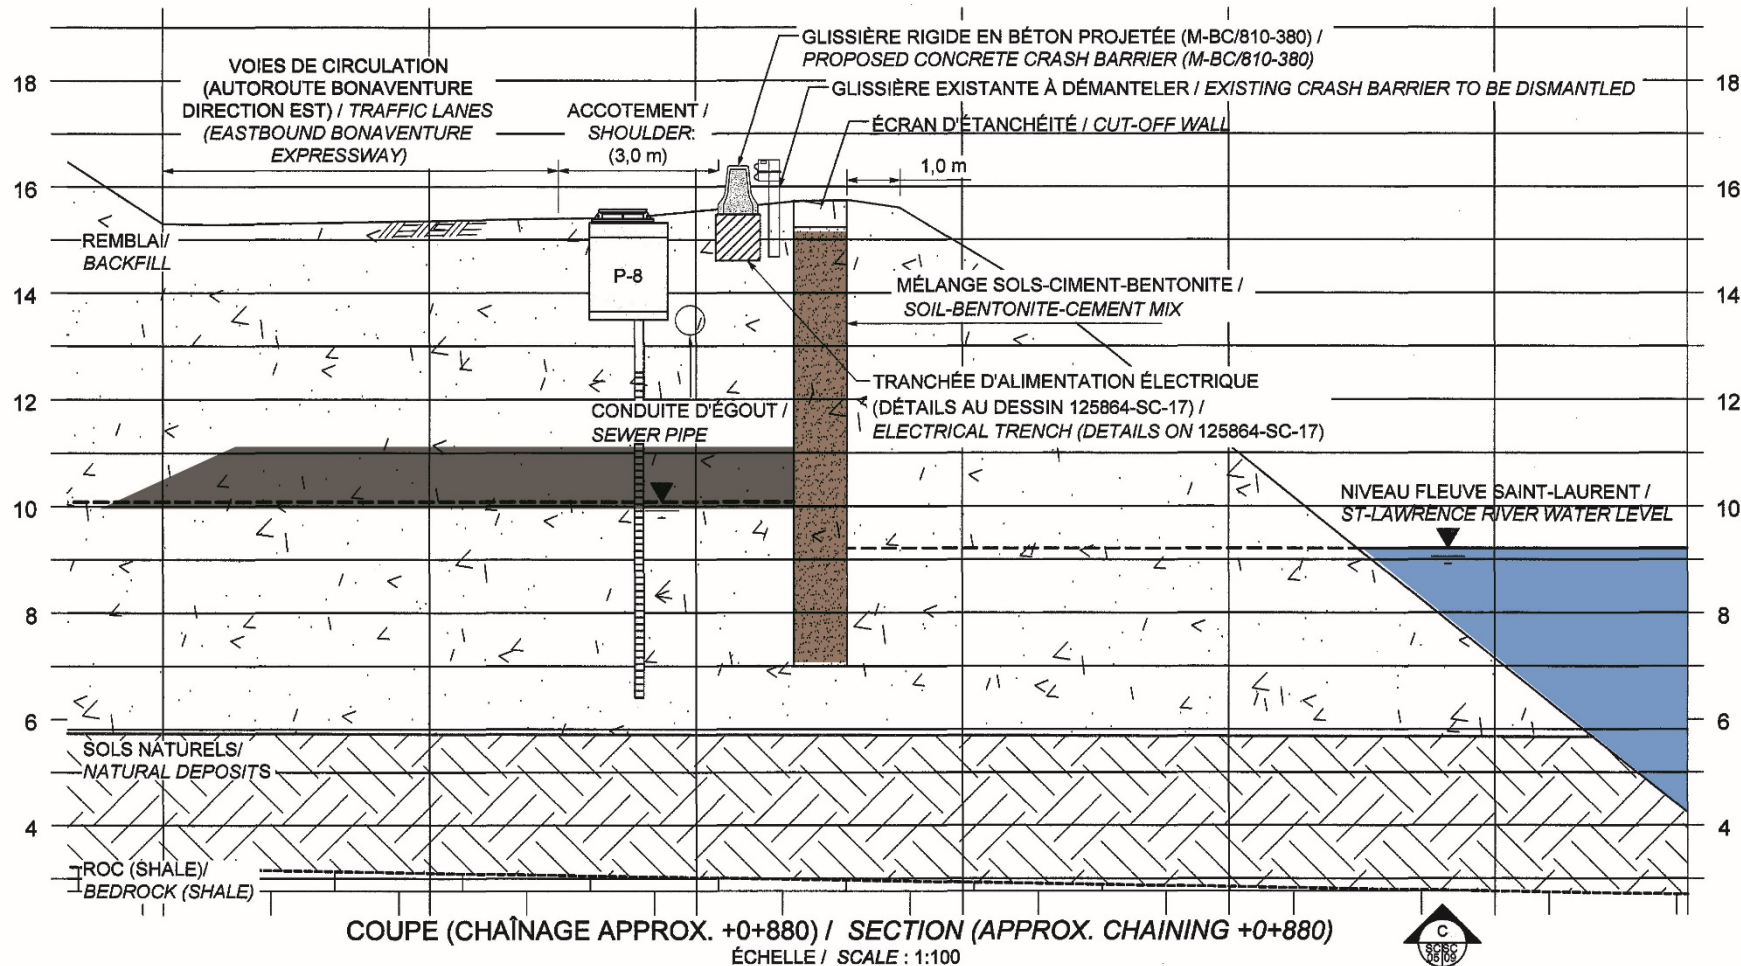 GLISSIÈRE RIGIDE EN BÉTON PROJETÉE (M-BC/810-380) /
PROPOSED CONCRETE CRASH BARRIER (M-BC/810-380)
GLISSIÈRE EXISTANTE À DÉMANTELER / EXISTING CRASH BARRIER TO BE DISMANTLED
ÉCRAN D'ÉTANCHÉITÉ / CUT-OFF WALL
VOIES DE CIRCULATION
(AUTOROUTE BONAVENTURE
DIRECTION EST) / TRAFFIC LANES
(EASTBOUND BONAVENTURE
EXPRESSWAY)
ACCOTEMENT /
SHOULDER:
(3,0 m)
1,0 m
18
16
14
12
10
8
6
4
18
16
14
12
10
8
6
4
REMBLAI/
BACKFILL
P-8
MÉLANGE SOLS-CIMENT-BENTONITE /
SOIL-BENTONITE-CEMENT MIX
TRANCHÉE D'ALIMENTATION ÉLECTRIQUE
(DÉTAILS AU DESSIN 125864-SC-17) /
ELECTRICAL TRENCH (DETAILS ON 125864-SC-17)
CONDUITE D'ÉGOUT /
SEWER PIPE
NIVEAU FLEUVE SAINT-LAURENT /
ST-LAWRENCE RIVER WATER LEVEL
SOLS NATURELS/
NATURAL DEPOSITS
ROC (SHALE)/
BEDROCK (SHALE)
COUPE (CHAÎNAGE APPROX. +0+880) / SECTION (APPROX. CHAINING +0+880)
ÉCHELLE / SCALE : 1:100
C
SC SC
05 09